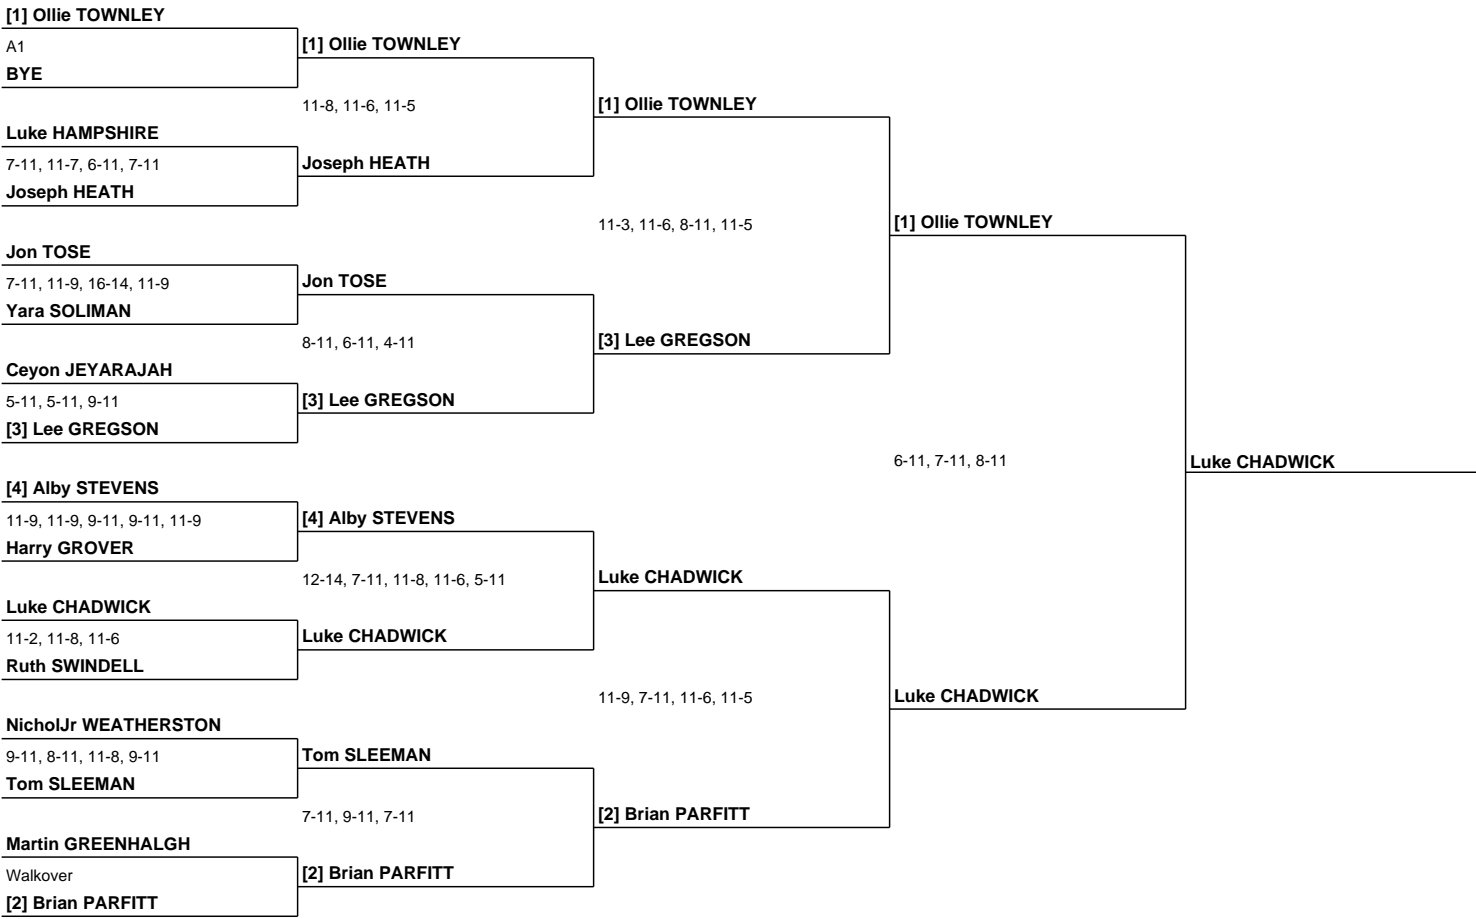 [1] Ollie TOWNLEY
A1
BYE
Luke HAMPSHIRE
7-11, 11-7, 6-11, 7-11
Joseph HEATH
Jon TOSE
7-11, 11-9, 16-14, 11-9
Yara SOLIMAN
Ceyon JEYARAJAH
5-11, 5-11, 9-11
[3] Lee GREGSON
[4] Alby STEVENS
11-9, 11-9, 9-11, 9-11, 11-9
Harry GROVER
Luke CHADWICK
11-2, 11-8, 11-6
Ruth SWINDELL
NicholJr WEATHERSTON
9-11, 8-11, 11-8, 9-11
Tom SLEEMAN
Martin GREENHALGH
Walkover
[2] Brian PARFITT
[1] Ollie TOWNLEY
11-8, 11-6, 11-5
Joseph HEATH
Jon TOSE
8-11, 6-11, 4-11
[3] Lee GREGSON
[4] Alby STEVENS
12-14, 7-11, 11-8, 11-6, 5-11
Luke CHADWICK
Tom SLEEMAN
7-11, 9-11, 7-11
[2] Brian PARFITT
[1] Ollie TOWNLEY
11-3, 11-6, 8-11, 11-5
[3] Lee GREGSON
Luke CHADWICK
11-9, 7-11, 11-6, 11-5
[2] Brian PARFITT
[1] Ollie TOWNLEY
6-11, 7-11, 8-11
Luke CHADWICK
Luke CHADWICK